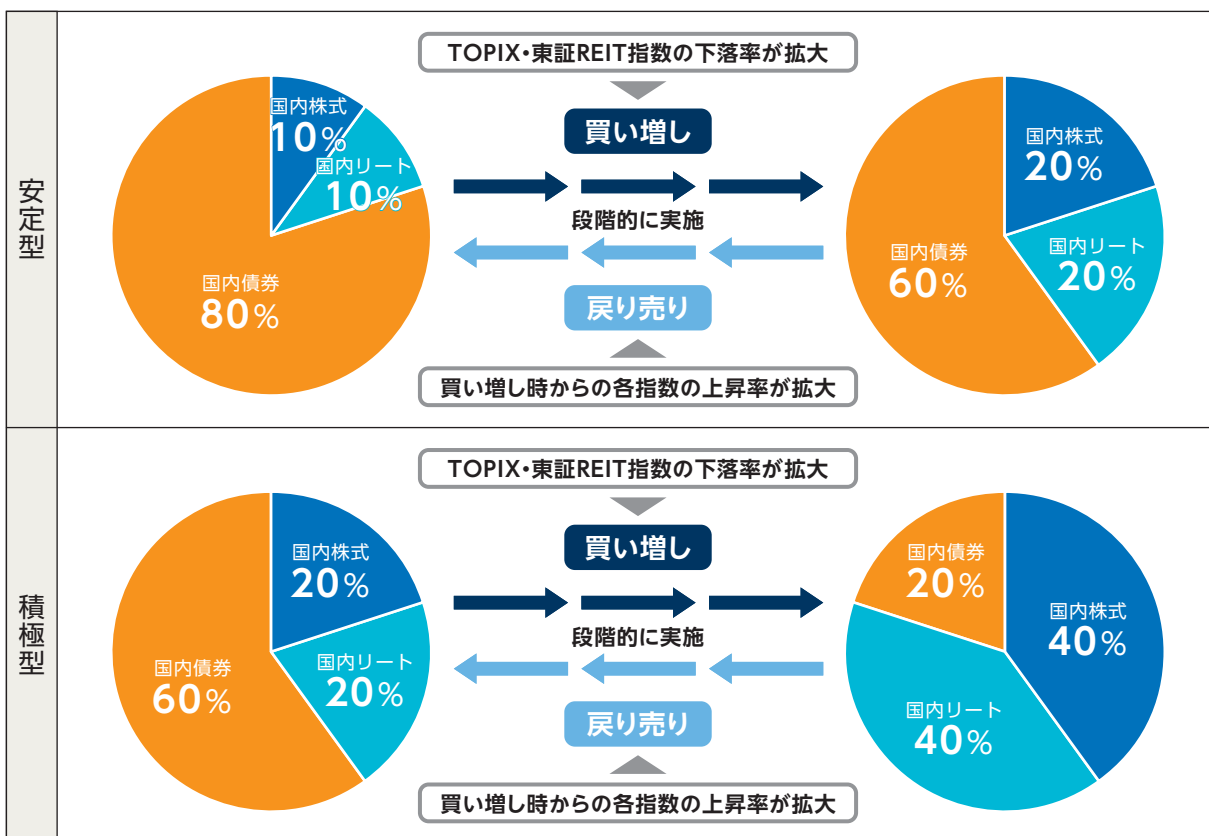 安定型
TOPIX・東証REIT指数の下落率が拡大
国内株式
10%
国内リート
10%
国内債券
80%
買い増し
段階的に実施
戻り売り
買い増し時からの各指数の上昇率が拡大
国内株式
20%
国内リート
20%
国内債券
60%
積極型
TOPIX・東証REIT指数の下落率が拡大
国内株式
20%
国内リート
20%
国内債券
60%
買い増し
段階的に実施
戻り売り
買い増し時からの各指数の上昇率が拡大
国内債券
20%
国内株式
40%
国内リート
40%